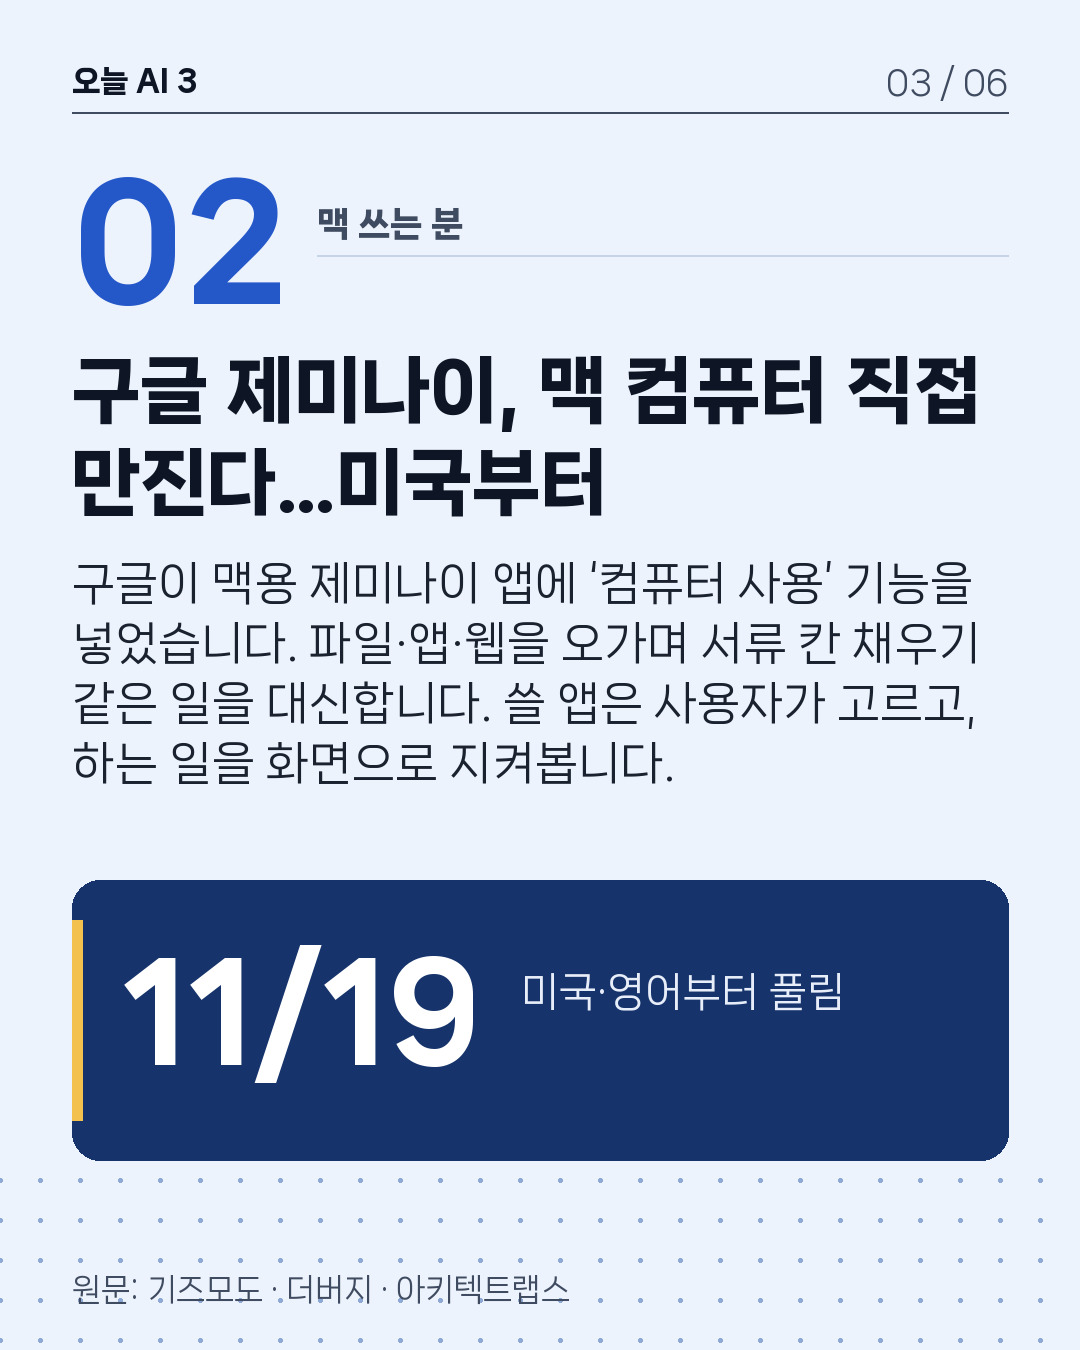 오늘 AI 3
03 / 06
02
맥 쓰는 분
구글 제미나이, 맥 컴퓨터 직접
만진다...미국부터
구글이 맥용 제미나이 앱에 '컴퓨터 사용' 기능을
넣었습니다. 파일·앱·웹을 오가며 서류 칸 채우기
같은 일을 대신합니다. 쓸 앱은 사용자가 고르고,
하는 일을 화면으로 지켜봅니다.
11/19
미국·영어부터 풀림
원문: 기즈모도 · 더버지 · 아키텍트랩스